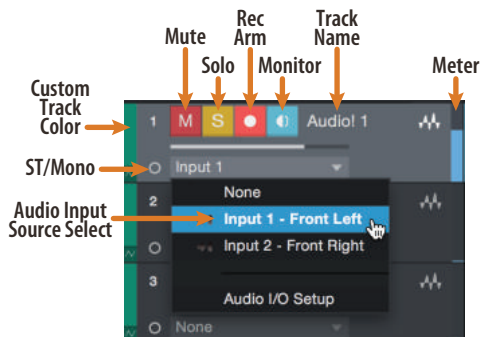 Mute
Solo
Rec
Arm
Monitor
Track
Name
Meter
Custom
Track
Color
1 M S Audio! 1
ST/Mono
Input 1
Audio Input
Source Select
2
None
Input 1 - Front Left
Input 2 - Front Right
3
Audio I/O Setup
None